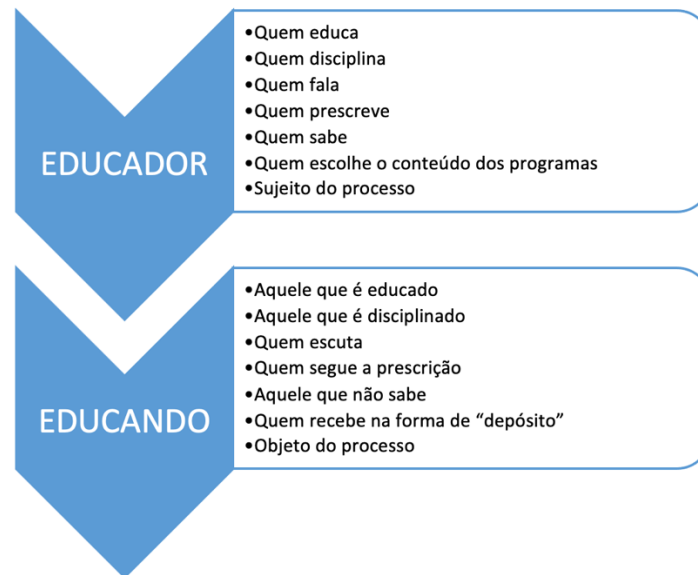 EDUCADOR
•Quem educa
•Quem disciplina
•Quem fala
•Quem prescreve
•Quem sabe
•Quem escolhe o conteúdo dos programas
•Sujeito do processo
EDUCANDO
•Aquele que é educado
•Aquele que é disciplinado
•Quem escuta
•Quem segue a prescrição
•Aquele que não sabe
•Quem recebe na forma de “depósito”
•Objeto do processo